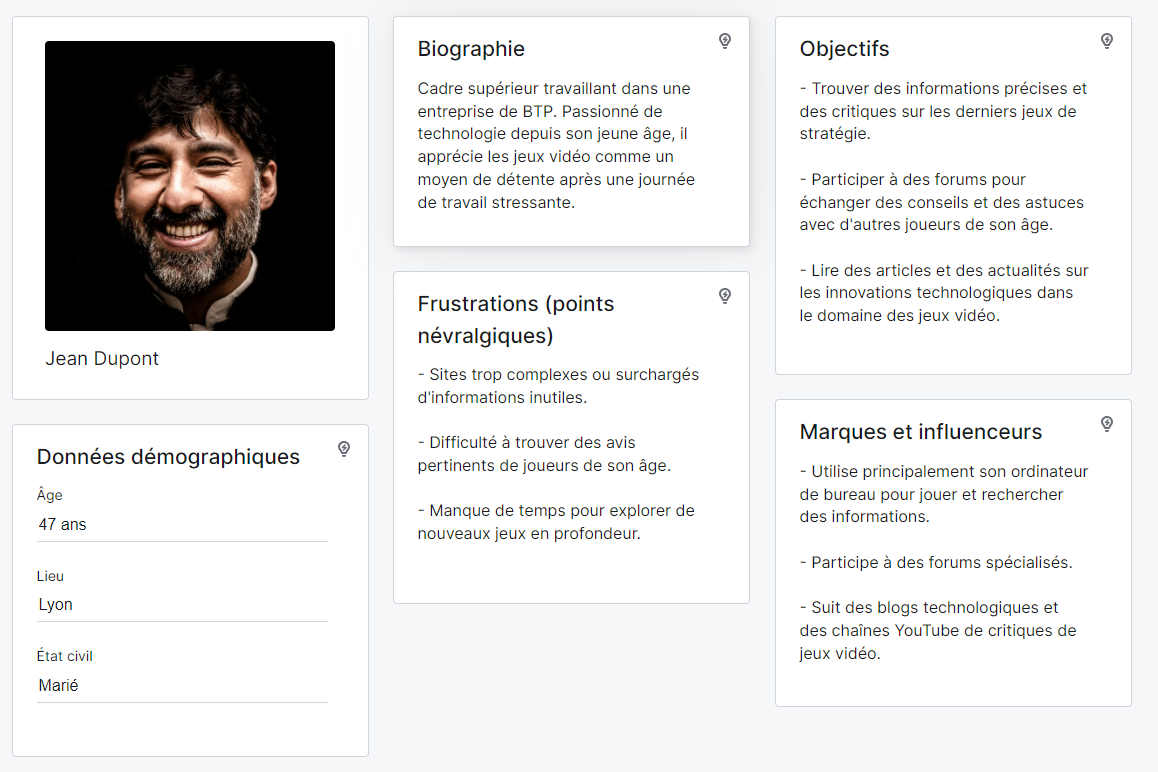 Jean Dupont
Données démographiques
Âge
47 ans
Lieu
Lyon
État civil
Marié
Biographie
Cadre supérieur travaillant dans une
entreprise de BTP. Passionné de
technologie depuis son jeune âge, il
apprécie les jeux vidéo comme un
moyen de détente après une journée
de travail stressante.
Frustrations (points
névralgiques)
- Sites trop complexes ou surchargés
d'informations inutiles.
- Difficulté à trouver des avis
pertinents de joueurs de son âge.
- Manque de temps pour explorer de
nouveaux jeux en profondeur.
Objectifs
- Trouver des informations précises et
des critiques sur les derniers jeux de
stratégie.
- Participer à des forums pour
échanger des conseils et des astuces
avec d'autres joueurs de son âge.
- Lire des articles et des actualités sur
les innovations technologiques dans
le domaine des jeux vidéo.
Marques et influenceurs
- Utilise principalement son ordinateur
de bureau pour jouer et rechercher
des informations.
- Participe à des forums spécialisés.
- Suit des blogs technologiques et
des chaînes YouTube de critiques de
jeux vidéo.